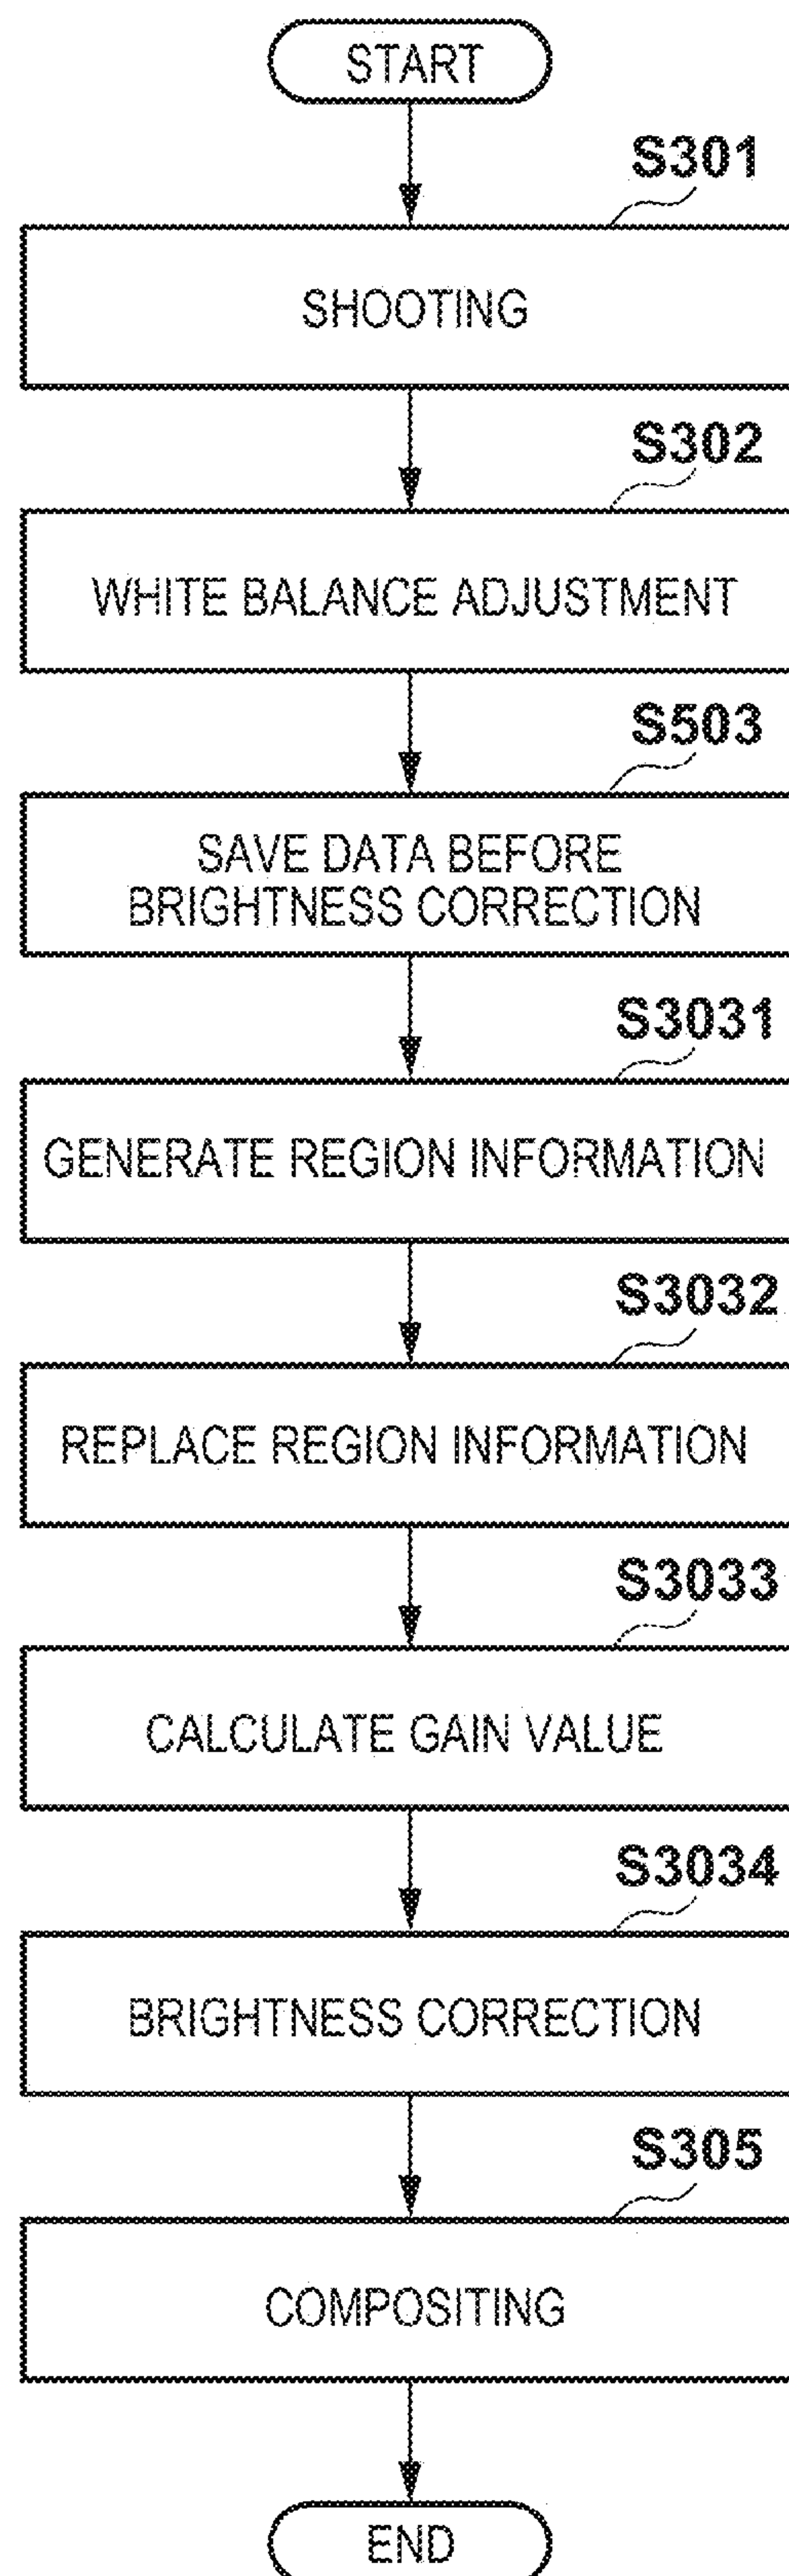 START
S301
SHOOTING
S302
WHITE BALANCE ADJUSTMENT
S503
SAVE DATA BEFORE
BRIGHTNESS CORRECTION
S3031
GENERATE REGION INFORMATION
S3032
REPLACE REGION INFORMATION
S3033
CALCULATE GAIN VALUE
S3034
BRIGHTNESS CORRECTION
S305
COMPOSITING
END